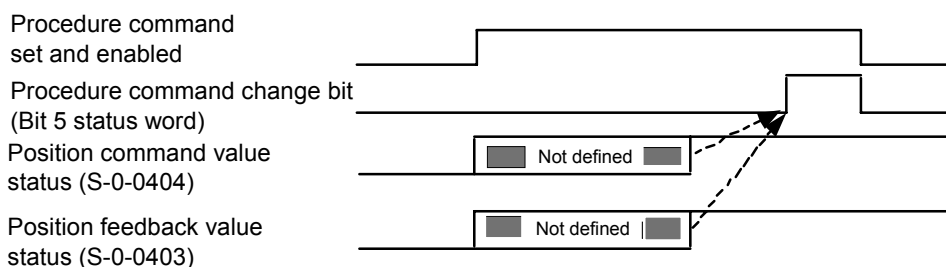 Procedure command
set and enabled
Procedure command change bit
(Bit 5 status word)
Position command value
status (S-0-0404)
Not defined
Position feedback value
status (S-0-0403)
Not defined